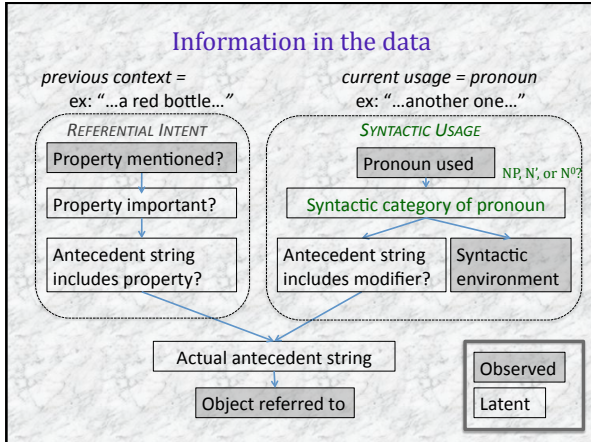 Information in the data
previous context =
ex: “…a red bottle…”
current usage = pronoun
ex: “…another one…”
REFERENTIAL INTENT
Property mentioned?
Property important?
Antecedent string
includes property?
SYNTACTIC USAGE
Pronoun used
NP, N’, or N⁰?
Syntactic category of pronoun
Antecedent string
includes modifier?
Syntactic
environment
Actual antecedent string
Object referred to
Observed
Latent